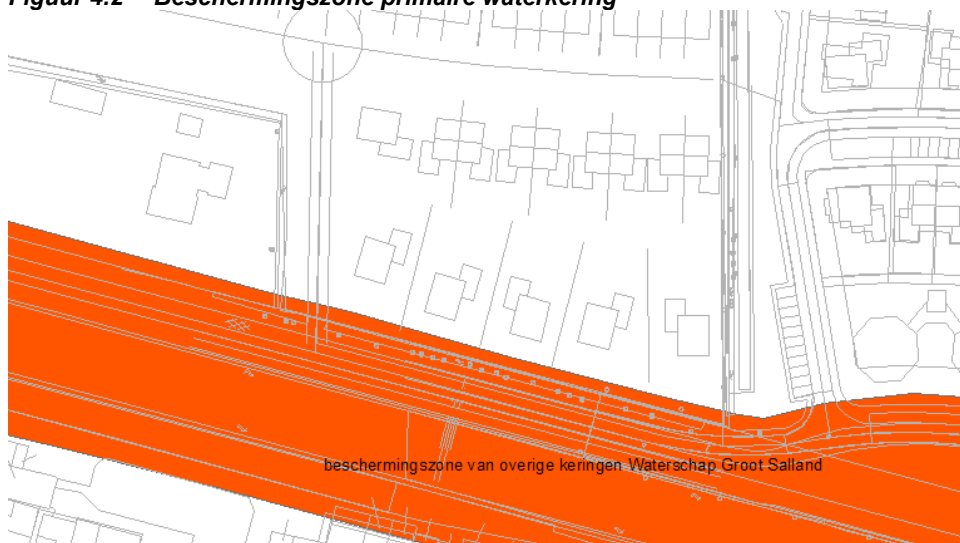 Figuur 4.2 Beschermingszone primaire waterkering
beschermingszone van overige keringen Waterschap Groot Salland